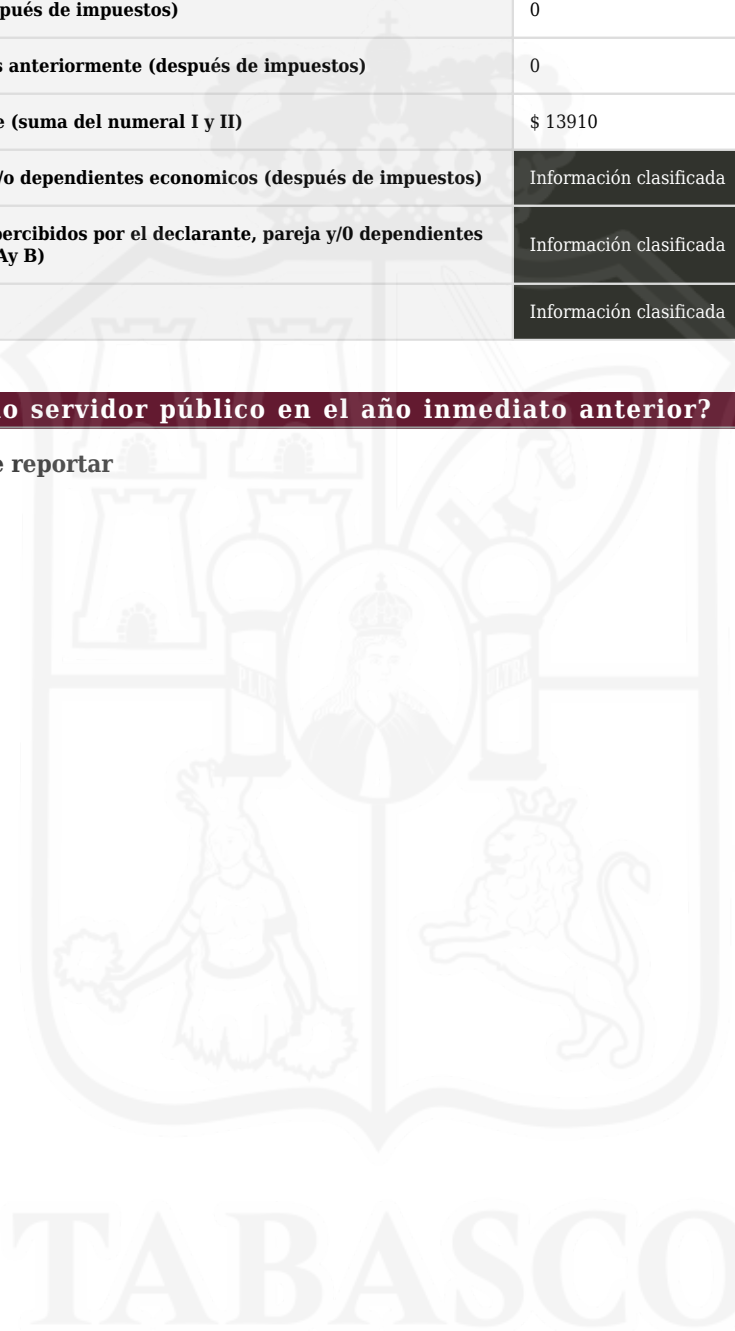 pués de impuestos)
0
s anteriormente (después de impuestos)
0
e (suma del numeral I y II)
$ 13910
/o dependientes economicos (después de impuestos)
Información clasificada
percibidos por el declarante, pareja y/0 dependientes
Ay B)
Información clasificada
Información clasificada
o servidor público en el año inmediato anterior?
e reportar
PLUS
ULTRA
TABASCO